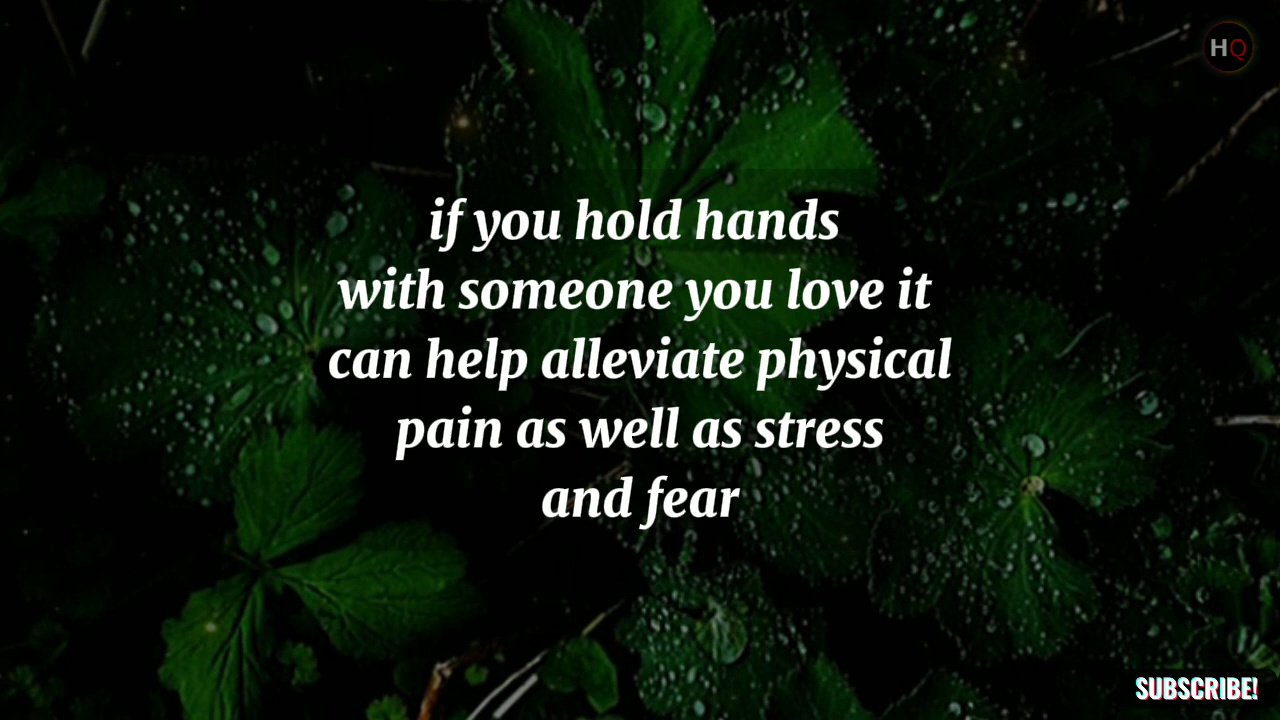 HQ
if you hold hands
with someone you love it
can help alleviate physical
pain as well as stress
and fear
SUBSCRIBE!